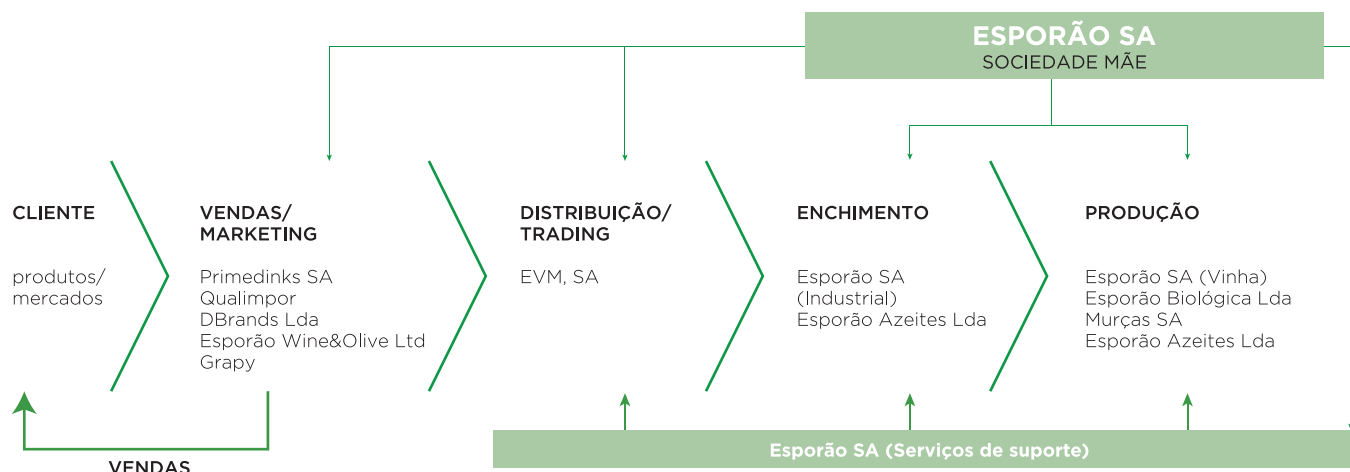 ESPORÃO SA
SOCIEDADE MÃE
CLIENTE
produtos/
mercados
VENDAS/
MARKETING
Primedinks SA
Qualimpor
DBrands Lda
Esporão Wine&Olive Ltd
Grapy
DISTRIBUIÇÃO/
TRADING
EVM, SA
ENCHIMENTO
Esporão SA
(Industrial)
Esporão Azeites Lda
PRODUÇÃO
Esporão SA (Vinha)
Esporão Biológica Lda
Murças SA
Esporão Azeites Lda
Esporão SA (Serviços de suporte)
VENDAS